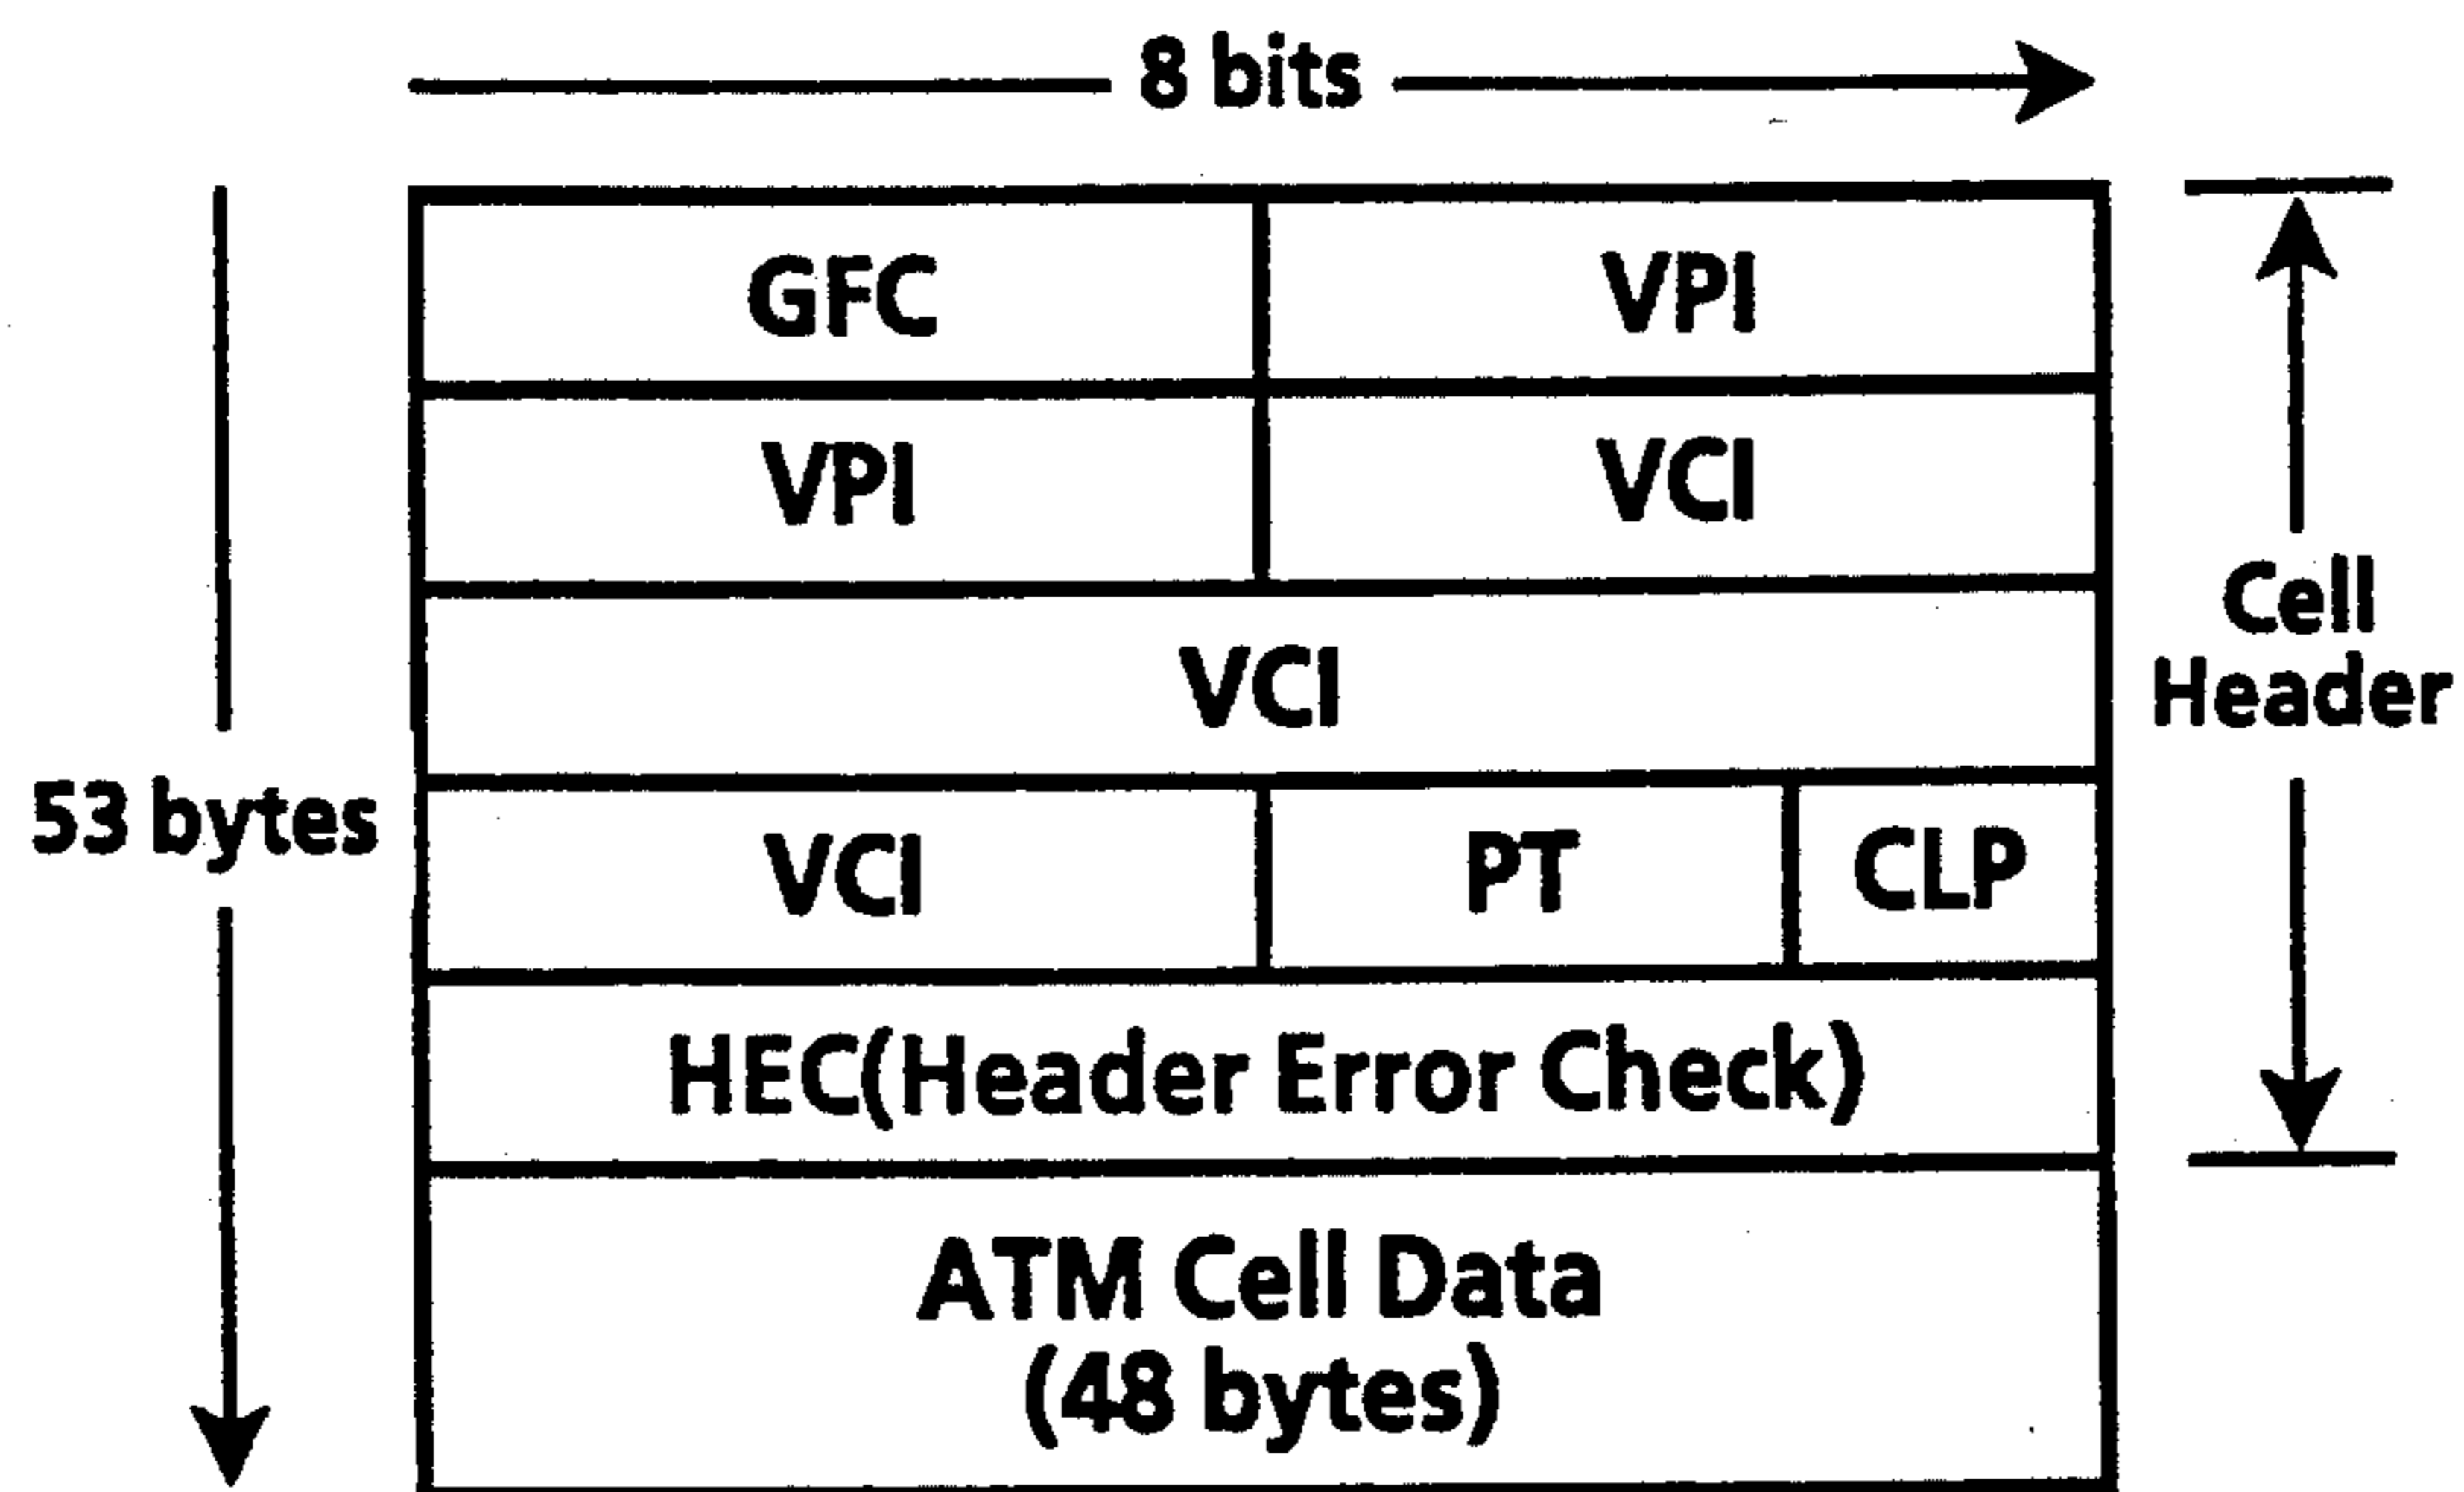 8 bits
GFC VPI
VPI VCI
VCI
Cell
Header
53 bytes
VCI PT CLP
HEC(Header Error Check)
ATM Cell Data
(48 bytes)